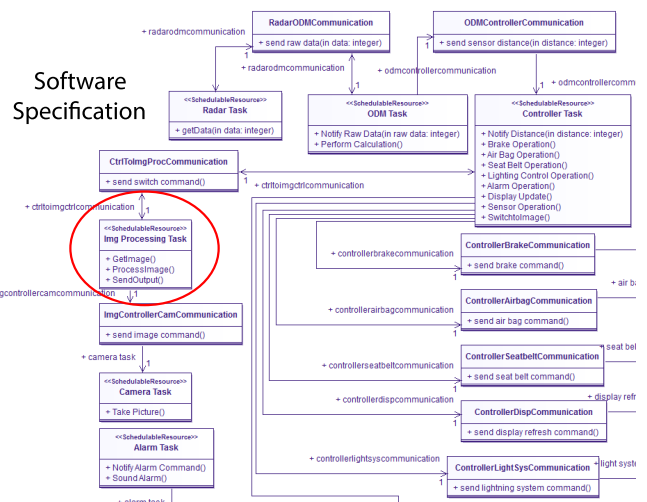 Software
Specification
RadarODMCommunication
+ send raw data(in data: integer)
ODMControllerCommunication
+ send sensor distance(in distance: integer)
+ radarodmcommunication
1
+ radarodmcommunication
1
+ odmcontrollercommunication
1
1
+ odmcontrollercomm
<<SchedulableResource>>
Radar Task
+ getData(in data: integer)
<<SchedulableResource>>
ODM Task
+ Notify Raw Data(in raw data: integer)
+ Perform Calculation()
<<SchedulableResource>>
Controller Task
+ Notify Distance(in distance: integer)
+ Brake Operation()
+ Air Bag Operation()
+ Seat Belt Operation()
+ Lighting Control Operation()
+ Alarm Operation()
+ Display Update()
+ Sensor Operation()
+ SwitchtoImage()
CtrlToImgProcCommunication
+ send switch command()
1
+ ctrltoimgctrlcommunication
1
+ ctrltoimgctrlcommunication
1
<<SchedulableResource>>
Img Processing Task
+ GetImage()
+ ProcessImage()
+ SendOutput()
gcontrollercamcommunication
1
ImgControllerCamCommunication
+ send image command()
+ camera task
1
<<SchedulableResource>>
Camera Task
+ Take Picture()
<<SchedulableResource>>
Alarm Task
+ Notify Alarm Command()
+ Sound Alarm()
+ alarm task
+ controllerbrakecommunication
1
ControllerBrakeCommunication
+ send brake command()
+ air ba
+ controllerairbagcommunication
1
ControllerAirbagCommunication
+ send air bag command()
+ seat bel
+ controllerseatbeltcommunication
1
ControllerSeatbeltCommunication
+ send seat belt command()
+ display refr
+ controllerdispcommunication
1
ControllerDispCommunication
+ send display refresh command()
+ light syste
+ controllerlightsyscommunication
1
ControllerLightSysCommunication
+ send lightning system command()